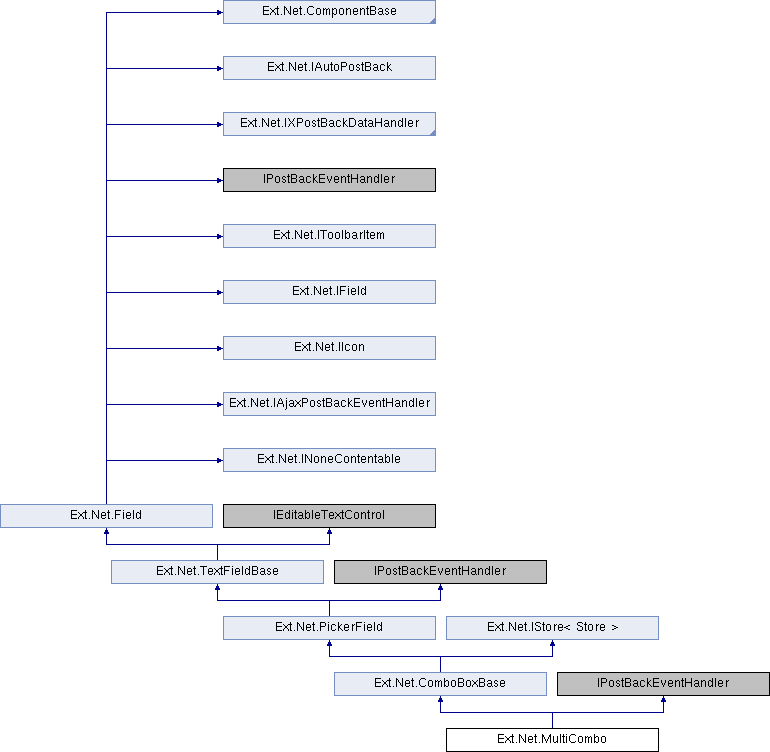 Ext.Net.ComponentBase
Ext.Net.IAutoPostBack
Ext.Net.IXPostBackDataHandler
IPostBackEventHandler
Ext.Net.IToolbarItem
Ext.Net.IField
Ext.Net.IIcon
Ext.Net.IAjaxPostBackEventHandler
Ext.Net.INoneContentable
Ext.Net.Field
IEditableTextControl
Ext.Net.TextFieldBase
IPostBackEventHandler
Ext.Net.PickerField
Ext.Net.IStore< Store >
Ext.Net.ComboBoxBase
IPostBackEventHandler
Ext.Net.MultiCombo